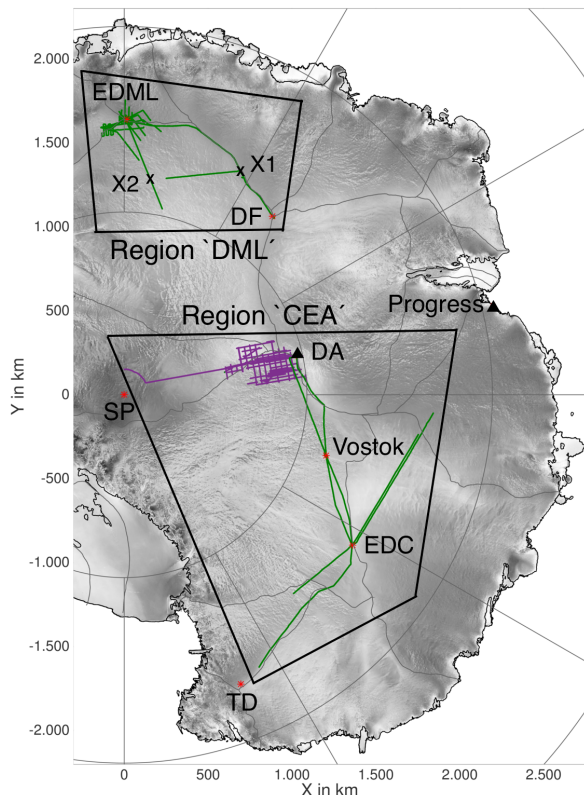 2.000
EDML
1.500
X1
X2
DF
1.000
Region `DML´
500
Progress
Region `CEA´
DA
0
SP
Y in km
Vostok
-500
EDC
-1.000
-1.500
TD
-2.000
0 500 1.000 1.500 2.000 2.500
X in km